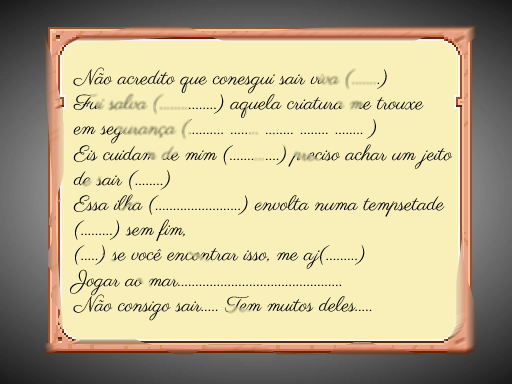 Não acredito que conesgui sair viva (.......)
Fui salva (...............) aquela criatura me trouxe
em segurança (......... ....... ........ ........ ........ )
Eis cuidam de mim (.............) preciso achar um jeito
de sair (........)
Essa ilha (.......................) envolta numa tempsetade
(.........) sem fim,
(.....) se você encontrar isso, me aj(........)
Jogar ao mar.............................................
Não consigo sair..... Tem muitos deles.....